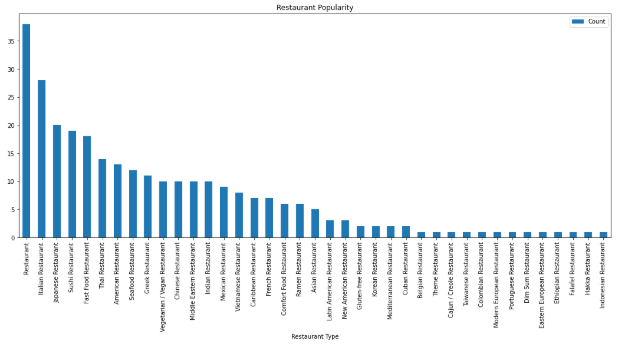 Restaurant Popularity
Count
35
30
25
20
15
10
5
0
Restaurant
Italian Restaurant
Japanese Restaurant
Sushi Restaurant
Fast Food Restaurant
Thai Restaurant
American Restaurant
Seafood Restaurant
Greek Restaurant
Vegetarian / Vegan Restaurant
Chinese Restaurant
Middle Eastern Restaurant
Indian Restaurant
Mexican Restaurant
Vietnamese Restaurant
Caribbean Restaurant
French Restaurant
Comfort Food Restaurant
Ramen Restaurant
Asian Restaurant
Latin American Restaurant
New American Restaurant
Gluten-free Restaurant
Korean Restaurant
Mediterranean Restaurant
Cuban Restaurant
Belgian Restaurant
Theme Restaurant
Cajun / Creole Restaurant
Taiwanese Restaurant
Colombian Restaurant
Modern European Restaurant
Portuguese Restaurant
Dim Sum Restaurant
Eastern European Restaurant
Ethiopian Restaurant
Falafel Restaurant
Hakka Restaurant
Indonesian Restaurant
Restaurant Type